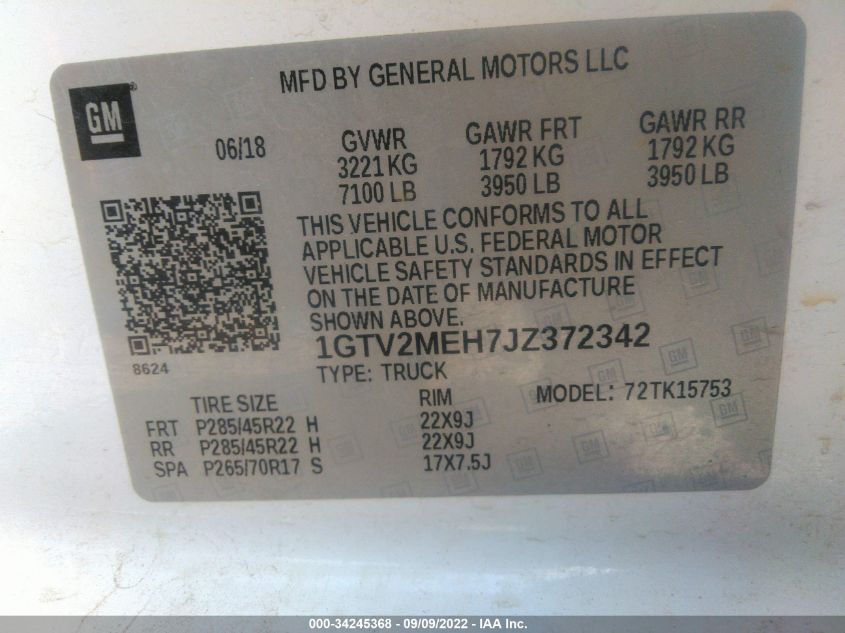 MFD BY GENERAL MOTORS LLC
GM
06/18
GVWR GAWR FRT GAWR RR
3221 KG 1792 KG 1792 KG
7100 LB 3950 LB 3950 LB
THIS VEHICLE CONFORMS TO ALL
APPLICABLE U.S. FEDERAL MOTOR
VEHICLE SAFETY STANDARDS IN EFFECT
ON THE DATE OF MANUFACTURE
SHOWN ABOVE.
1GTV2MEH7JZ372342
8624
TYPE: TRUCK
TIRE SIZE RIM MODEL: 72TK15753
FRT P285/45R22 H 22X9J
RR P285/45R22 H 22X9J
SPA P265/70R17 S 17X7.5J
000-34245368 - 09/09/2022 - IAA Inc.